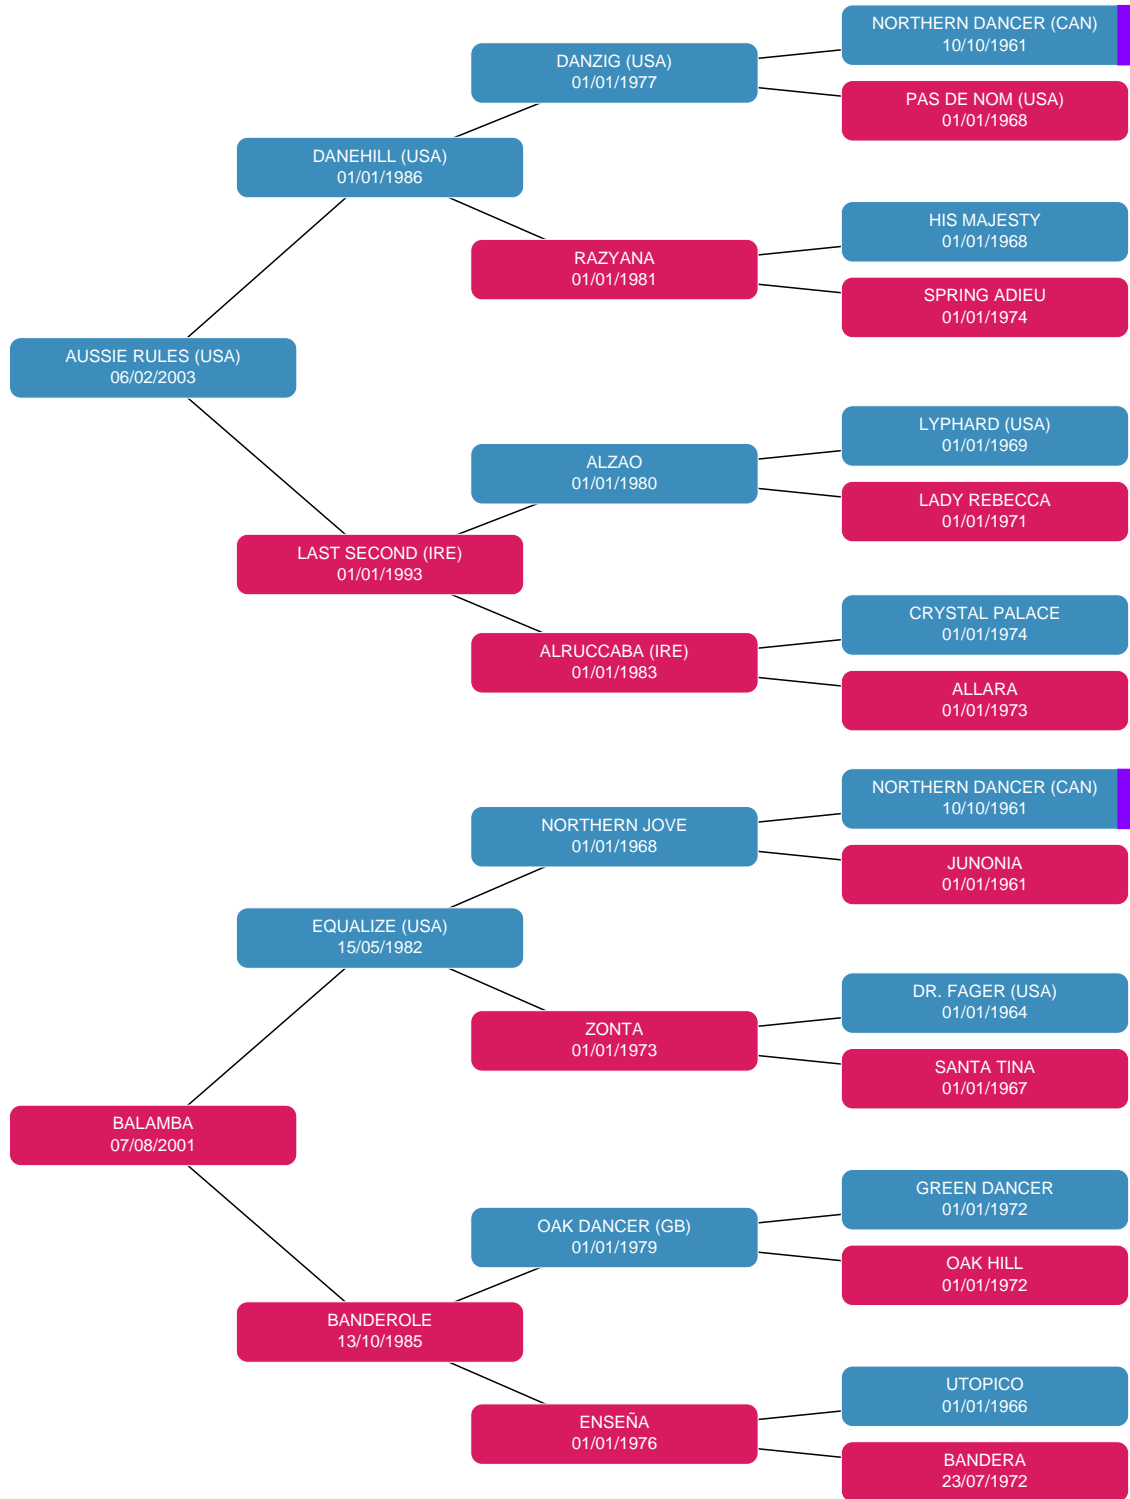 NORTHERN DANCER (CAN)
10/10/1961
DANZIG (USA)
01/01/1977
PAS DE NOM (USA)
01/01/1968
DANEHILL (USA)
01/01/1986
HIS MAJESTY
01/01/1968
RAZYANA
01/01/1981
SPRING ADIEU
01/01/1974
AUSSIE RULES (USA)
06/02/2003
LYPHARD (USA)
01/01/1969
ALZAO
01/01/1980
LADY REBECCA
01/01/1971
LAST SECOND (IRE)
01/01/1993
CRYSTAL PALACE
01/01/1974
ALRUCCABA (IRE)
01/01/1983
ALLARA
01/01/1973
NORTHERN DANCER (CAN)
10/10/1961
NORTHERN JOVE
01/01/1968
JUNONIA
01/01/1961
EQUALIZE (USA)
15/05/1982
DR. FAGER (USA)
01/01/1964
ZONTA
01/01/1973
SANTA TINA
01/01/1967
BALAMBA
07/08/2001
GREEN DANCER
01/01/1972
OAK DANCER (GB)
01/01/1979
OAK HILL
01/01/1972
BANDEROLE
13/10/1985
UTOPICO
01/01/1966
ENSEÑA
01/01/1976
BANDERA
23/07/1972